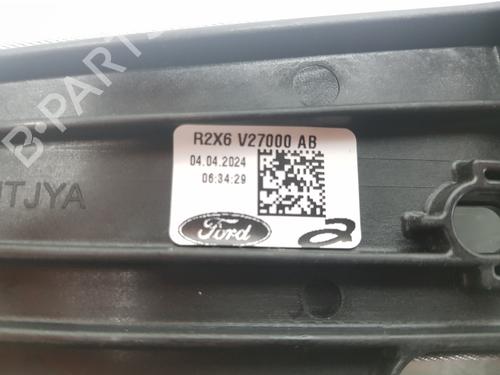 R2X6 V27000 AB
04.04.2024
06:34:29
Ford
TJYA
B-PARTS